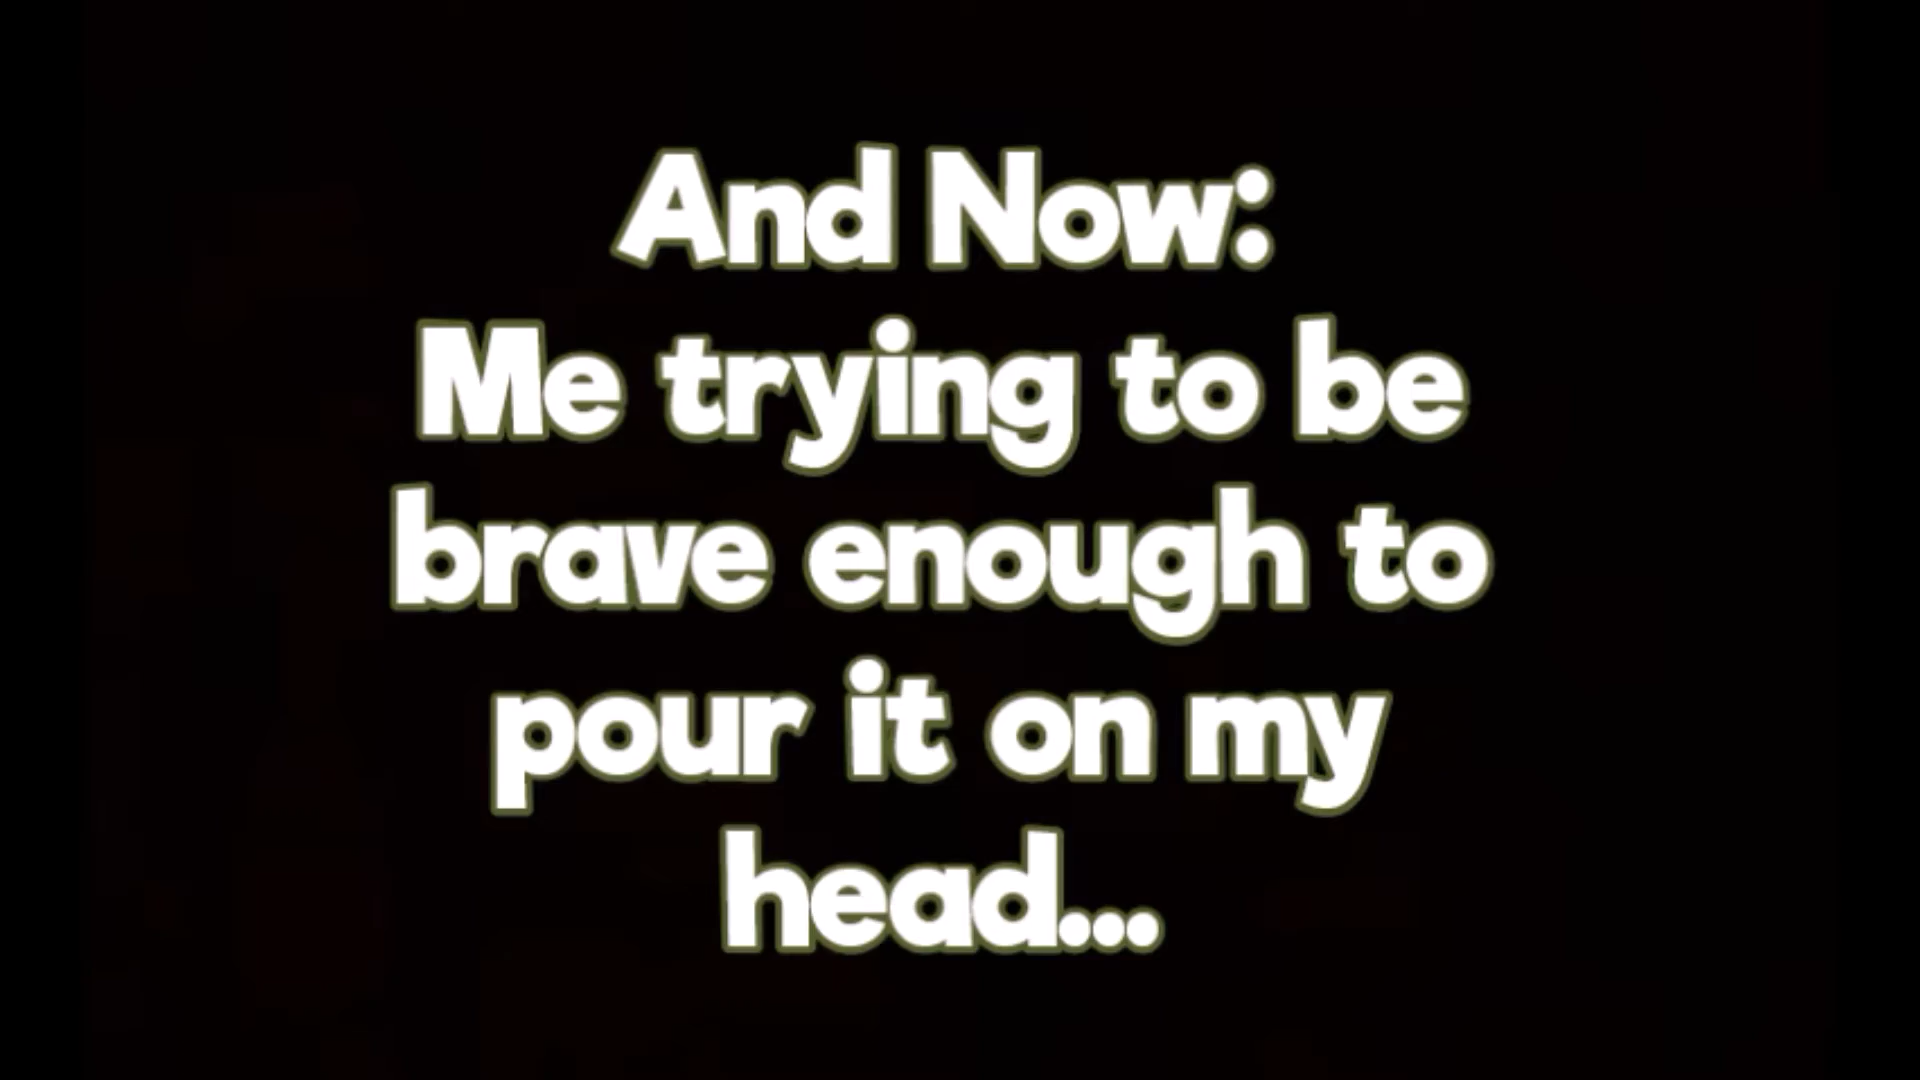 And Now:
Me trying to be
brave enough to
pour it on my
head...